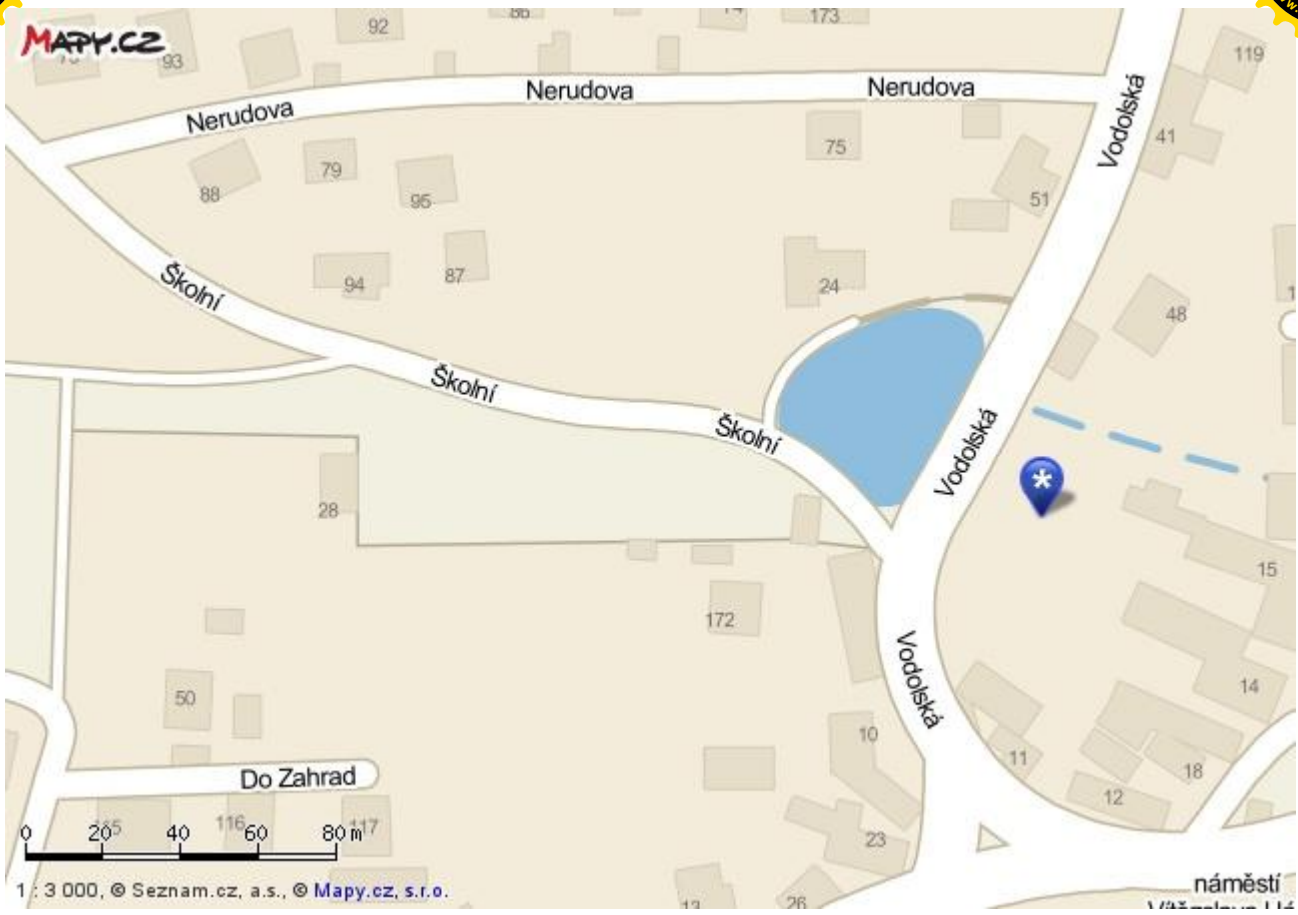 MAPY.CZ
92
173
93
119
Nerudova
Nerudova
Nerudova
Vodolská
41
75
79
88
95
51
Školní
94
87
24
48
Školní
Školní
Vodolská
*
28
15
172
Vodolská
50
14
10
11
18
12
Do Zahrad
116
117
23
0 20 40 60 80 m
1 : 3 000, © Seznam.cz, a.s., © Mapy.cz, s.r.o.
13
26
náměstí